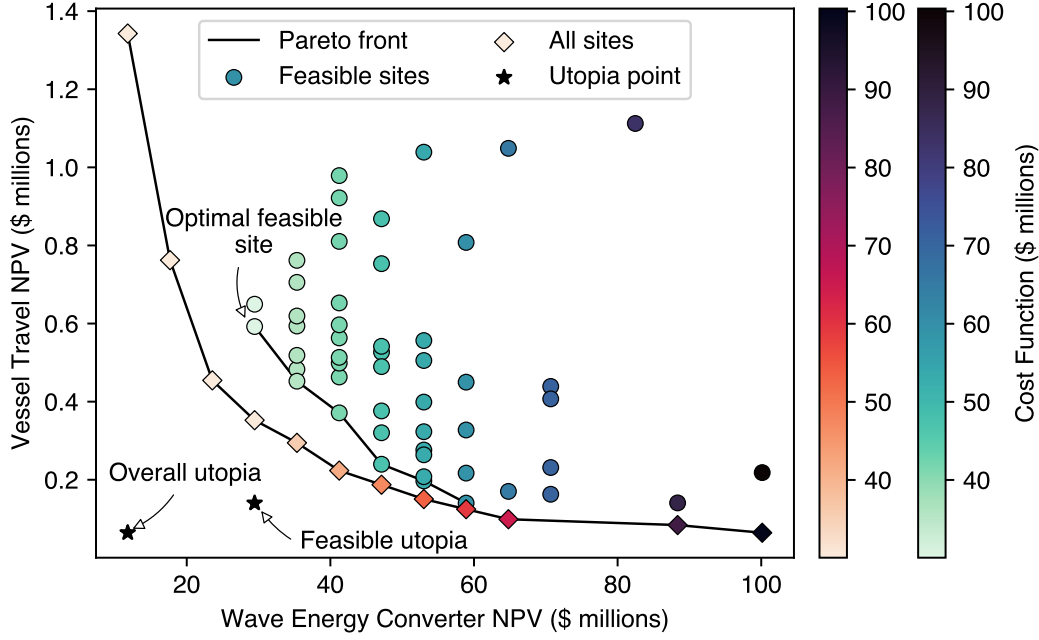 Pareto front
All sites
Feasible sites
Utopia point
Optimal feasible
site
Overall utopia
Feasible utopia
Vessel Travel NPV ($ millions)
1.4
1.2
1.0
0.8
0.6
0.4
0.2
20
40
60
80
100
Wave Energy Converter NPV ($ millions)
100
90
80
70
60
50
40
100
90
80
70
60
50
40
Cost Function ($ millions)